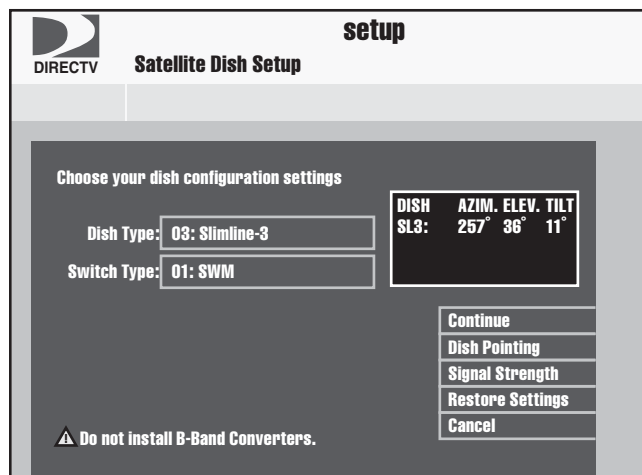 setup
DIRECTV
Satellite Dish Setup
Choose your dish configuration settings
Dish Type: 03: Slimline-3
Switch Type: 01: SWM
DISH AZIM. ELEV. TILT
SL3: 257° 36° 11°
Continue
Dish Pointing
Signal Strength
Restore Settings
Cancel
Do not install B-Band Converters.